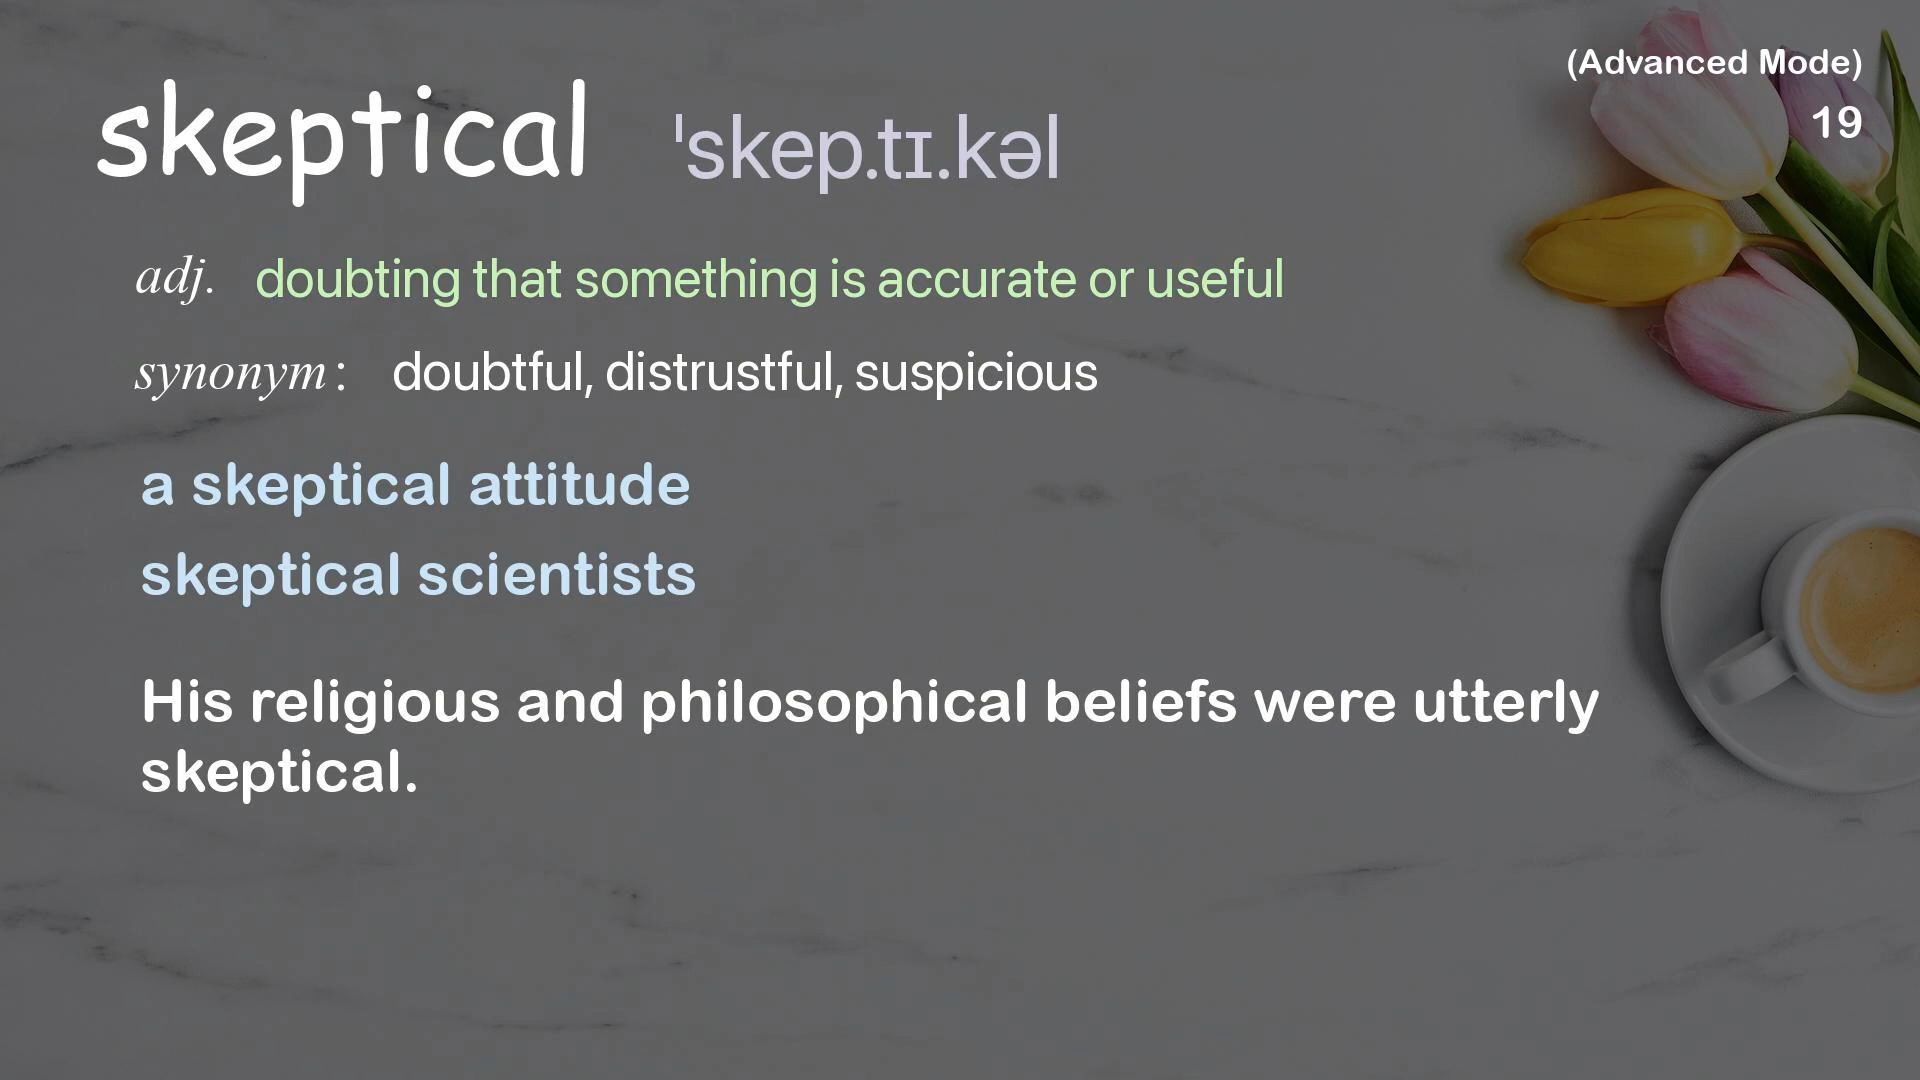 (Advanced Mode)
19
skeptical ˈskep.tɪ.kəl
adj. doubting that something is accurate or useful
synonym: doubtful, distrustful, suspicious
a skeptical attitude
skeptical scientists
His religious and philosophical beliefs were utterly
skeptical.